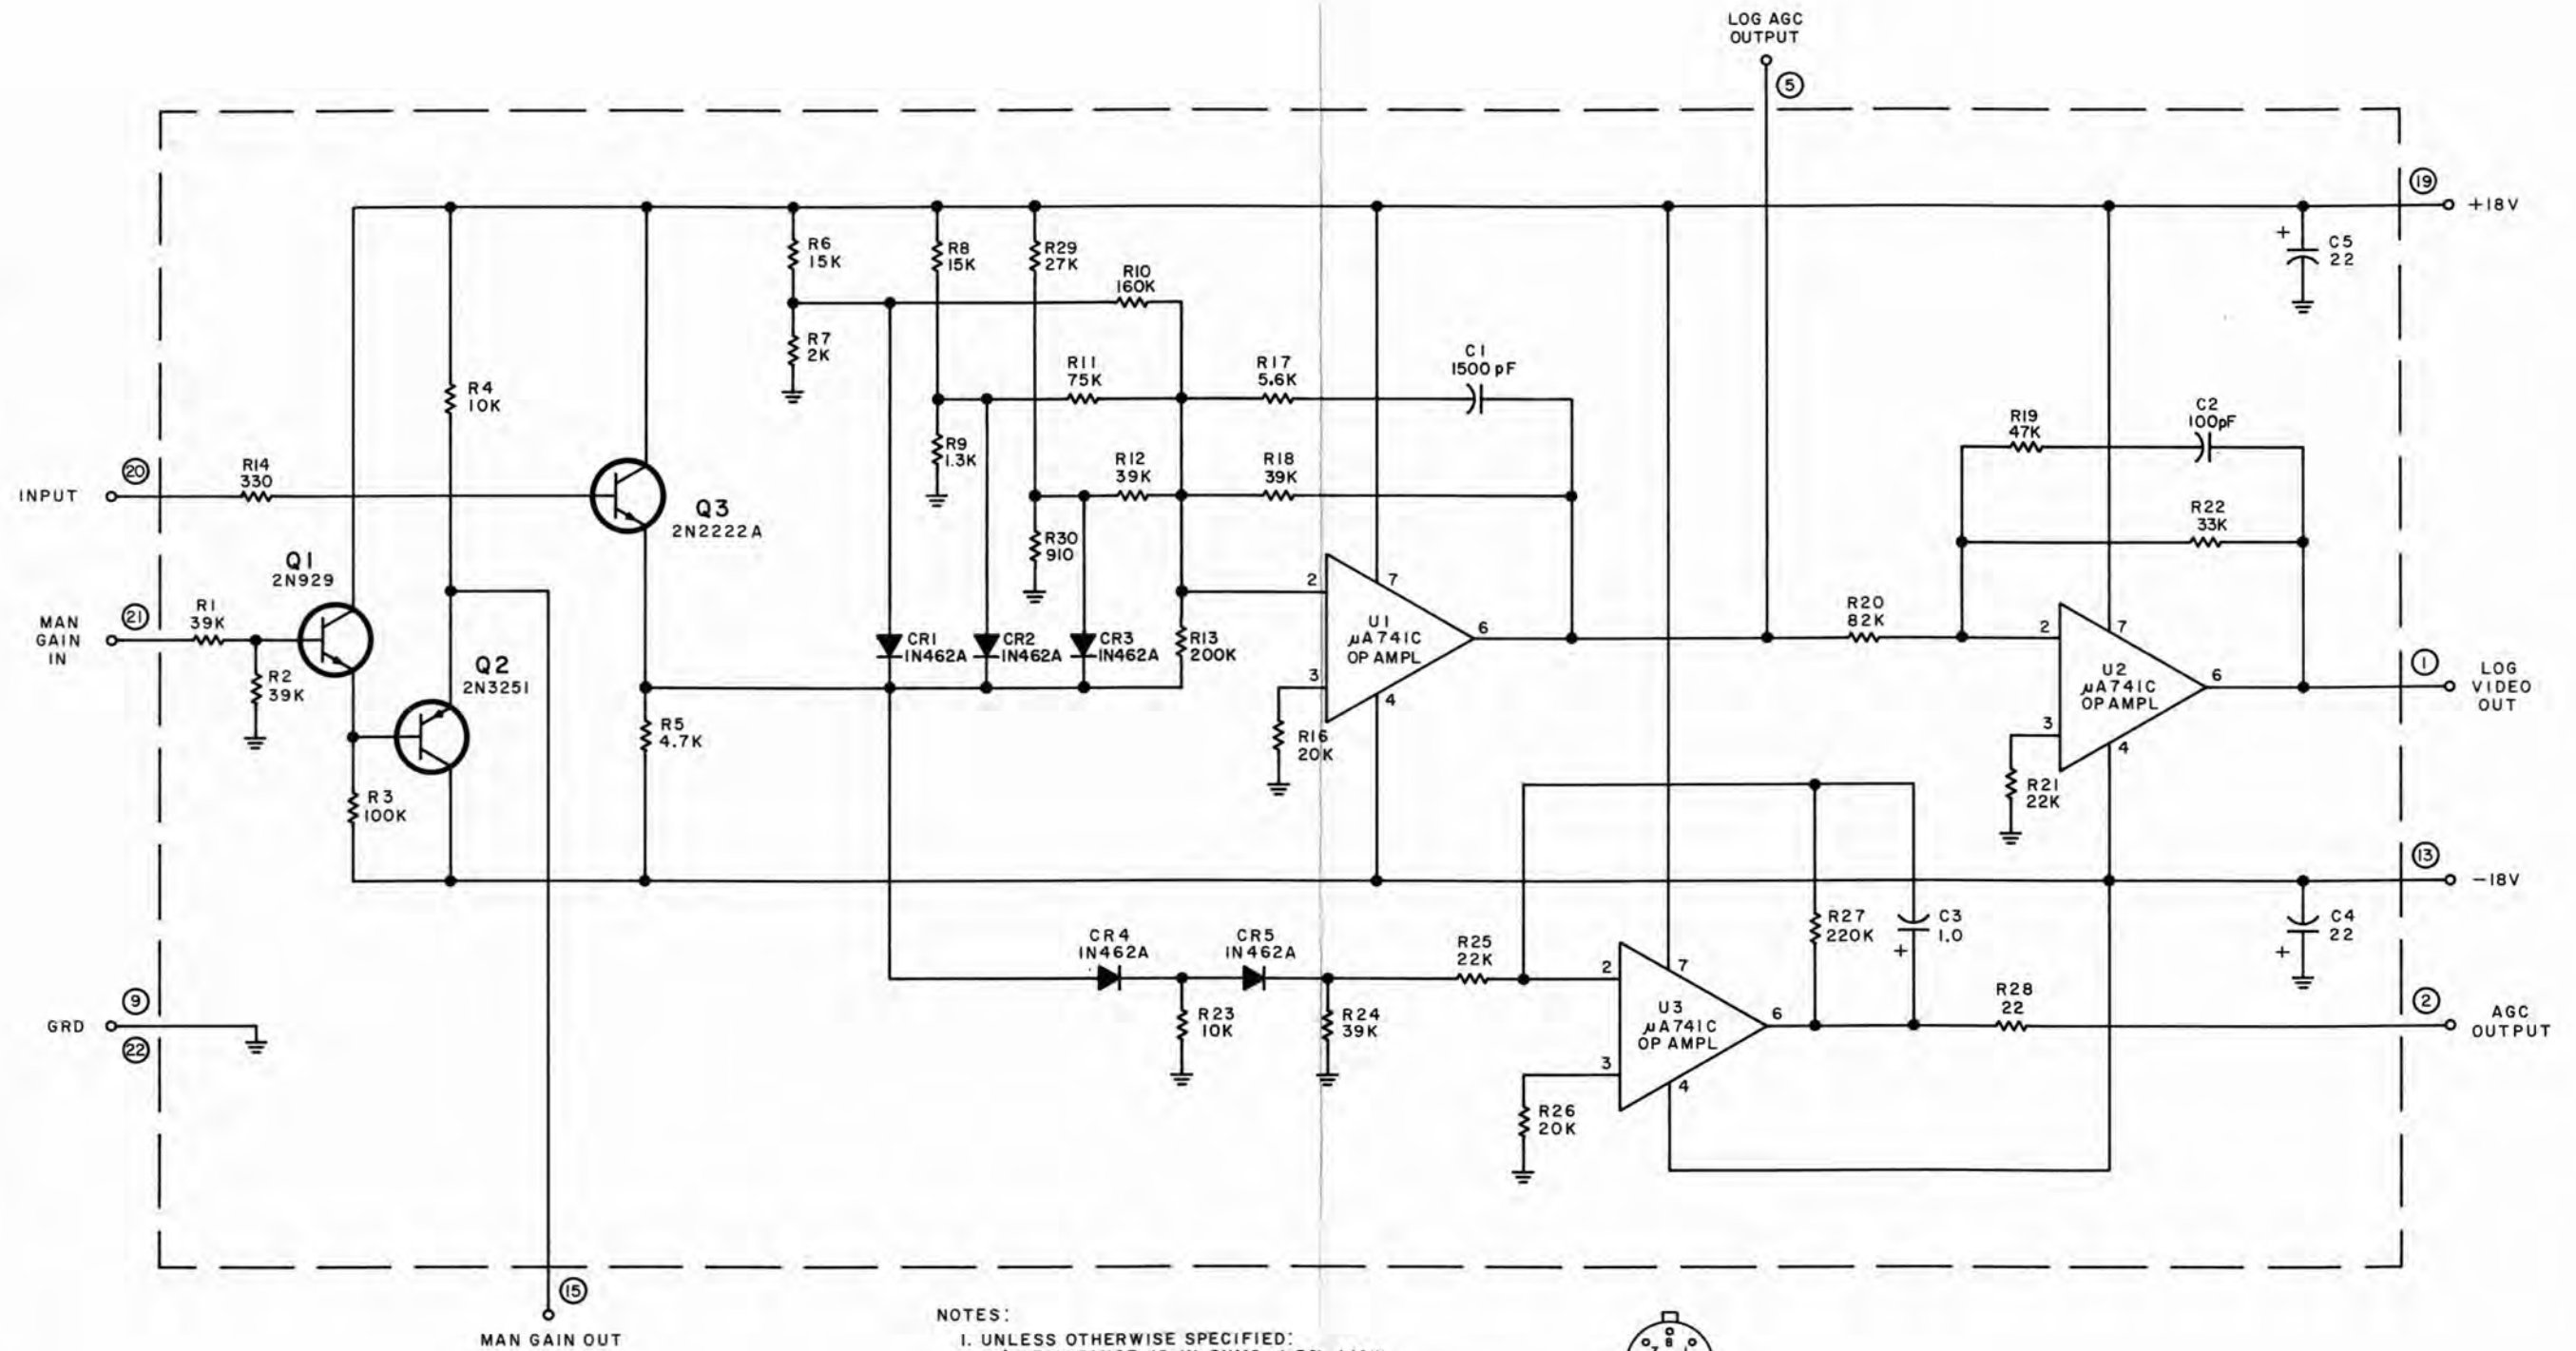 LOG AGC
OUTPUT
5
19
+18V
R6
15K
R8
15K
R29
27K
R10
160K
+
C5
22
R7
2K
R11
75K
R17
5.6K
C1
1500pF
R4
10K
R19
47K
C2
100pF
R9
1.3K
R12
39K
R18
39K
INPUT
20
R14
330
Q3
2N2222A
R22
33K
R30
910
Q1
2N929
MAN
GAIN
IN
21
R1
39K
R2
39K
Q2
2N3251
CR1
1N462A
CR2
1N462A
CR3
1N462A
R13
200K
2
7
U1
µA741C
OP AMPL
6
3
4
R16
20K
R20
82K
2
7
U2
µA741C
OP AMPL
6
3
4
R21
22K
1
LOG
VIDEO
OUT
R5
4.7K
R3
100K
13
-18V
CR4
1N462A
CR5
1N462A
R25
22K
R27
220K
C3
1.0
+
C4
22
+
GRD
9
22
R23
10K
R24
39K
2
7
U3
µA741C
OP AMPL
6
3
4
R28
22
2
AGC
OUTPUT
R26
20K
15
MAN GAIN OUT
NOTES:
1. UNLESS OTHERWISE SPECIFIED:
8